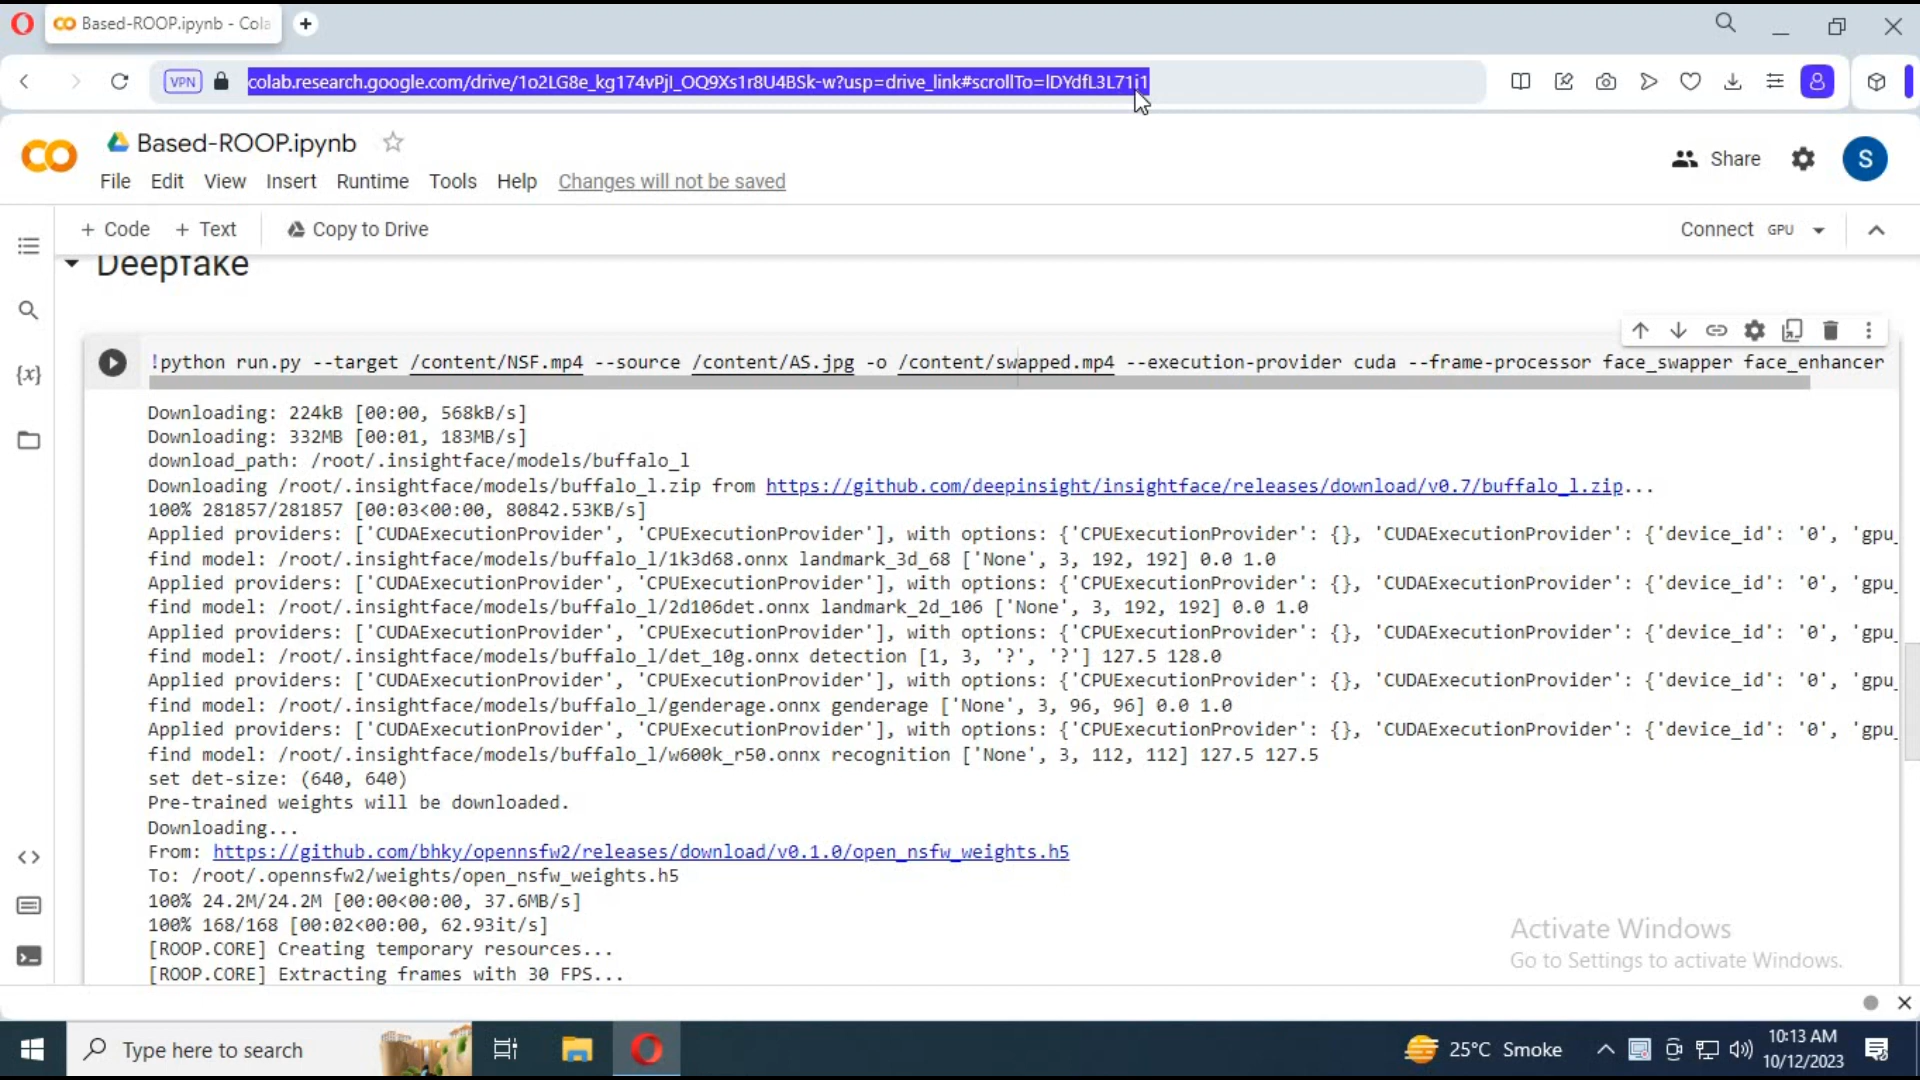 Based-ROOP.ipynb - Cola
VPN
colab.research.google.com/drive/1o2LG8e_kg174vPjI_OQ9Xs1r8U4BSk-w?usp=drive_link#scrollTo=lDYdfL3L71j1
Based-ROOP.ipynb
Share
S
File Edit View Insert Runtime Tools Help Changes will not be saved
+ Code + Text Copy to Drive
Connect GPU
Deepfake
!python run.py --target /content/NSF.mp4 --source /content/AS.jpg -o /content/swapped.mp4 --execution-provider cuda --frame-processor face_swapper face_enhancer
Downloading: 224kB [00:00, 568kB/s]
Downloading: 332MB [00:01, 183MB/s]
download_path: /root/.insightface/models/buffalo_l
Downloading /root/.insightface/models/buffalo_l.zip from https://github.com/deepinsight/insightface/releases/download/v0.7/buffalo_l.zip...
100% 281857/281857 [00:03<00:00, 80842.53KB/s]
Applied providers: ['CUDAExecutionProvider', 'CPUExecutionProvider'], with options: {'CPUExecutionProvider': {}, 'CUDAExecutionProvider': {'device_id': '0', 'gpu_
find model: /root/.insightface/models/buffalo_l/1k3d68.onnx landmark_3d_68 ['None', 3, 192, 192] 0.0 1.0
Applied providers: ['CUDAExecutionProvider', 'CPUExecutionProvider'], with options: {'CPUExecutionProvider': {}, 'CUDAExecutionProvider': {'device_id': '0', 'gpu_
find model: /root/.insightface/models/buffalo_l/2d106det.onnx landmark_2d_106 ['None', 3, 192, 192] 0.0 1.0
Applied providers: ['CUDAExecutionProvider', 'CPUExecutionProvider'], with options: {'CPUExecutionProvider': {}, 'CUDAExecutionProvider': {'device_id': '0', 'gpu_
find model: /root/.insightface/models/buffalo_l/det_10g.onnx detection [1, 3, '?', '?'] 127.5 128.0
Applied providers: ['CUDAExecutionProvider', 'CPUExecutionProvider'], with options: {'CPUExecutionProvider': {}, 'CUDAExecutionProvider': {'device_id': '0', 'gpu_
find model: /root/.insightface/models/buffalo_l/genderage.onnx genderage ['None', 3, 96, 96] 0.0 1.0
Applied providers: ['CUDAExecutionProvider', 'CPUExecutionProvider'], with options: {'CPUExecutionProvider': {}, 'CUDAExecutionProvider': {'device_id': '0', 'gpu_
find model: /root/.insightface/models/buffalo_l/w600k_r50.onnx recognition ['None', 3, 112, 112] 127.5 127.5
set det-size: (640, 640)
Pre-trained weights will be downloaded.
Downloading...
From: https://github.com/bhky/opennsfw2/releases/download/v0.1.0/open_nsfw_weights.h5
To: /root/.opennsfw2/weights/open_nsfw_weights.h5
100% 24.2M/24.2M [00:00<00:00, 37.6MB/s]
100% 168/168 [00:02<00:00, 62.93it/s]
[ROOP.CORE] Creating temporary resources...
[ROOP.CORE] Extracting frames with 30 FPS...
Activate Windows
Go to Settings to activate Windows.
Type here to search
25°C Smoke
10:13 AM
10/12/2023